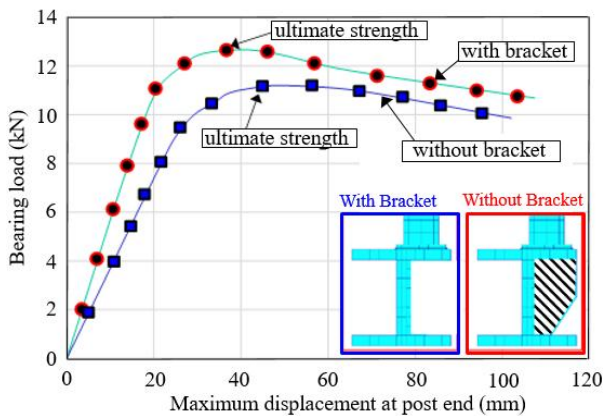 14
12
10
8
6
4
2
0
Bearing load (kN)
ultimate strength
with bracket
ultimate strength
without bracket
With Bracket
Without Bracket
0
20
40
60
80
100
120
Maximum displacement at post end (mm)